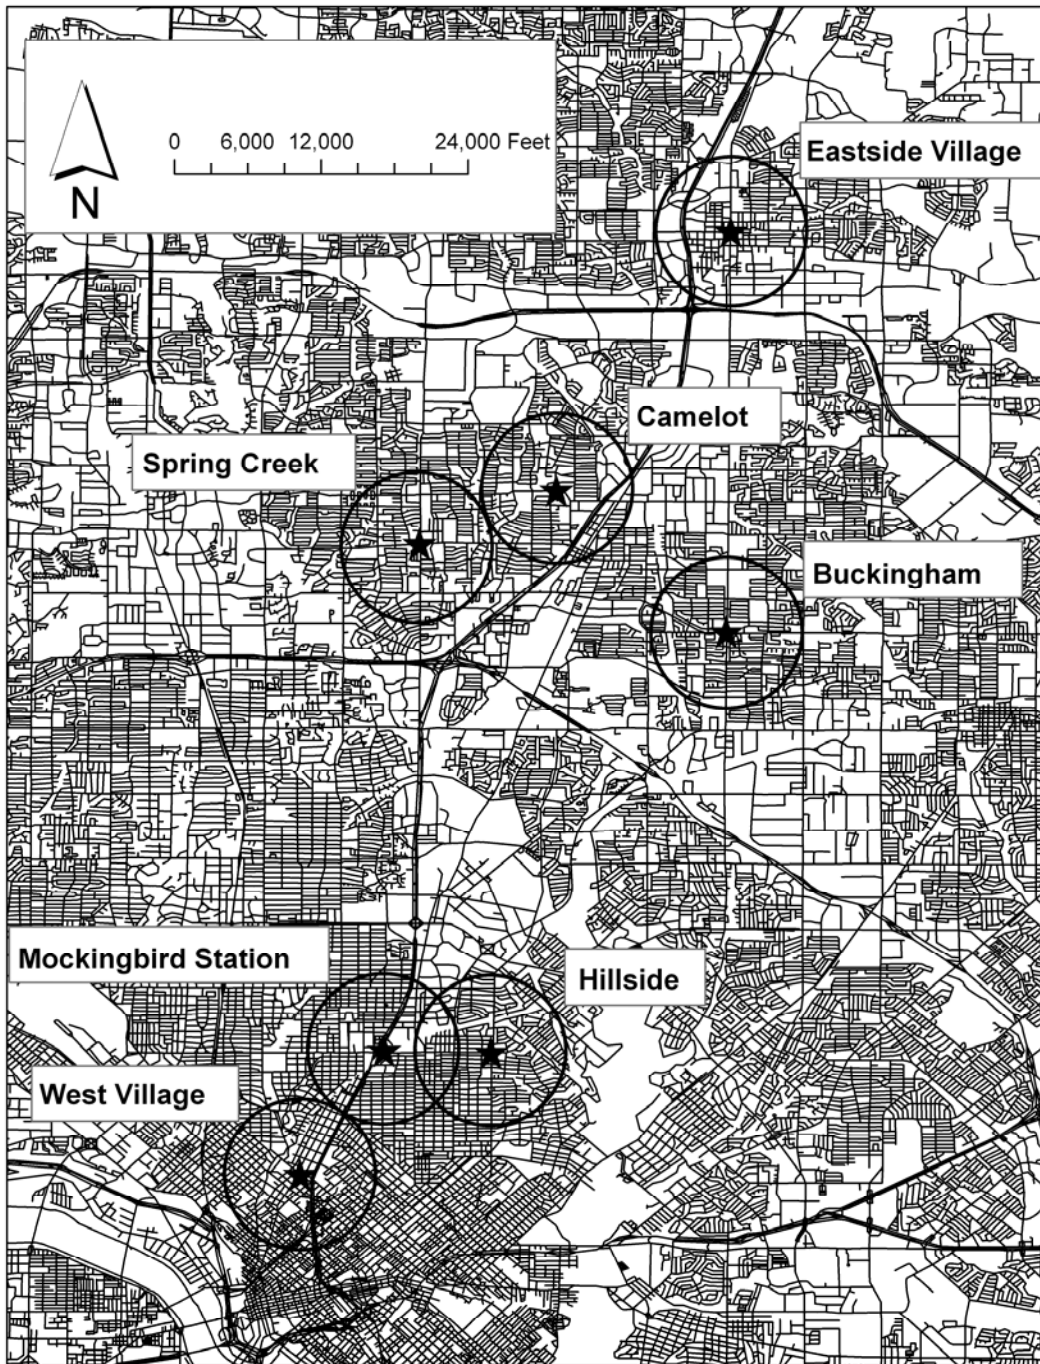 0 6,000 12,000 24,000 Feet
N
Eastside Village
Camelot
Spring Creek
Buckingham
Mockingbird Station
Hillside
West Village